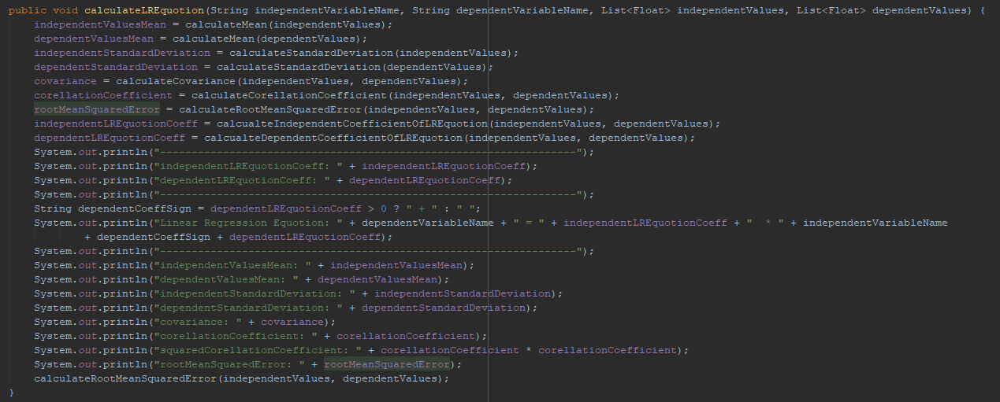 public void calculateLREquotion(String independentVariableName, String dependentVariableName, List<Float> independentValues, List<Float> dependentValues) {
    independentValuesMean = calculateMean(independentValues);
    dependentValuesMean = calculateMean(dependentValues);
    independentStandardDeviation = calculateStandardDeviation(independentValues);
    dependentStandardDeviation = calculateStandardDeviation(dependentValues);
    covariance = calculateCovariance(independentValues, dependentValues);
    corellationCoefficient = calculateCorellationCoefficient(independentValues, dependentValues);
    rootMeanSquaredError = calculateRootMeanSquaredError(independentValues, dependentValues);
    independentLREquotionCoeff = calcualteIndependentCoefficientOfLREquotion(independentValues, dependentValues);
    dependentLREquotionCoeff = calcualteDependentCoefficientOfLREquotion(independentValues, dependentValues);
    System.out.println("------------------------------------------------------------------");
    System.out.println("independentLREquotionCoeff: " + independentLREquotionCoeff);
    System.out.println("dependentLREquotionCoeff: " + dependentLREquotionCoeff);
    System.out.println("------------------------------------------------------------------");
    String dependentCoeffSign = dependentLREquotionCoeff > 0 ? " + " : " ";
    System.out.println("Linear Regression Equotion: " + dependentVariableName + " = " + independentLREquotionCoeff + "  * " + independentVariableName
            + dependentCoeffSign + dependentLREquotionCoeff);
    System.out.println("------------------------------------------------------------------");
    System.out.println("independentValuesMean: " + independentValuesMean);
    System.out.println("dependentValuesMean: " + dependentValuesMean);
    System.out.println("independentStandardDeviation: " + independentStandardDeviation);
    System.out.println("dependentStandardDeviation: " + dependentStandardDeviation);
    System.out.println("covariance: " + covariance);
    System.out.println("corellationCoefficient: " + corellationCoefficient);
    System.out.println("squaredCorellationCoefficient: " + corellationCoefficient * corellationCoefficient);
    System.out.println("rootMeanSquaredError: " + rootMeanSquaredError);
    calculateRootMeanSquaredError(independentValues, dependentValues);
}